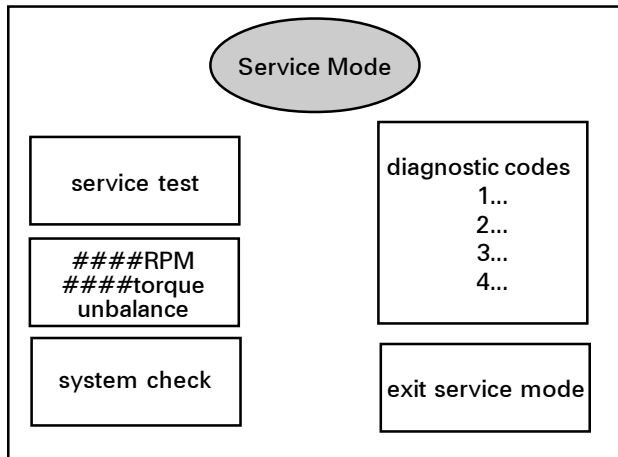 Service Mode
service test
####RPM
####torque
unbalance
system check
diagnostic codes
1...
2...
3...
4...
exit service mode